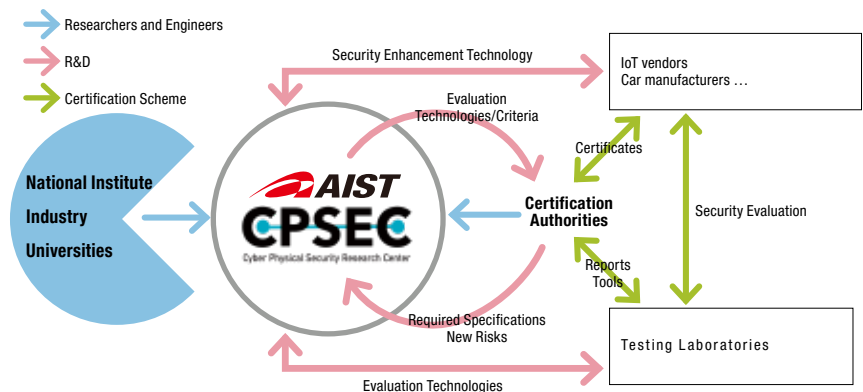 Researchers and Engineers
R&D
Certification Scheme
Security Enhancement Technology
IoT vendors
Car manufacturers …
Evaluation
Technologies/Criteria
Certificates
National Institute
Industry
Universities
AIST
CPSEC
Cyber Physical Security Research Center
Certification
Authorities
Security Evaluation
Reports
Tools
Required Specifications
New Risks
Testing Laboratories
Evaluation Technologies